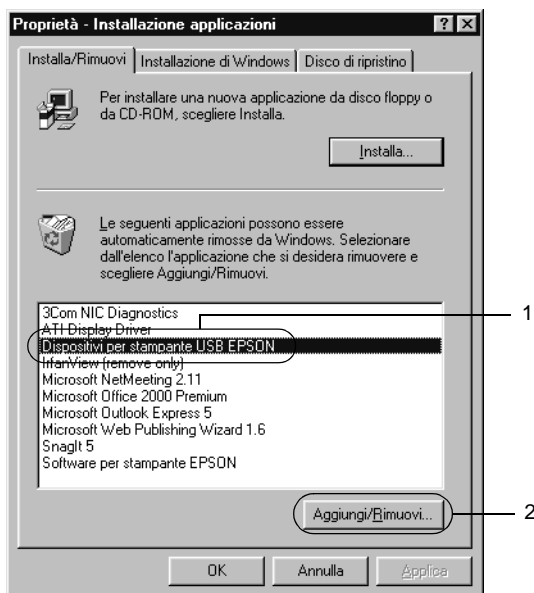 Proprietà - Installazione applicazioni
Installa/Rimuovi
Installazione di Windows
Disco di ripristino
Per installare una nuova applicazione da disco floppy o
da CD-ROM, scegliere Installa.
Installa...
Le seguenti applicazioni possono essere
automaticamente rimosse da Windows. Selezionare
dall'elenco l'applicazione che si desidera rimuovere e
scegliere Aggiungi/Rimuovi.
3Com NIC Diagnostics
1
ATI Display Driver
Dispositivi per stampante USB EPSON
IrfanView (remove only)
Microsoft NetMeeting 2.11
Microsoft Office 2000 Premium
Microsoft Outlook Express 5
Microsoft Web Publishing Wizard 1.6
SnagIt 5
Software per stampante EPSON
Aggiungi/Rimuovi...
2
OK
Annulla
Applica